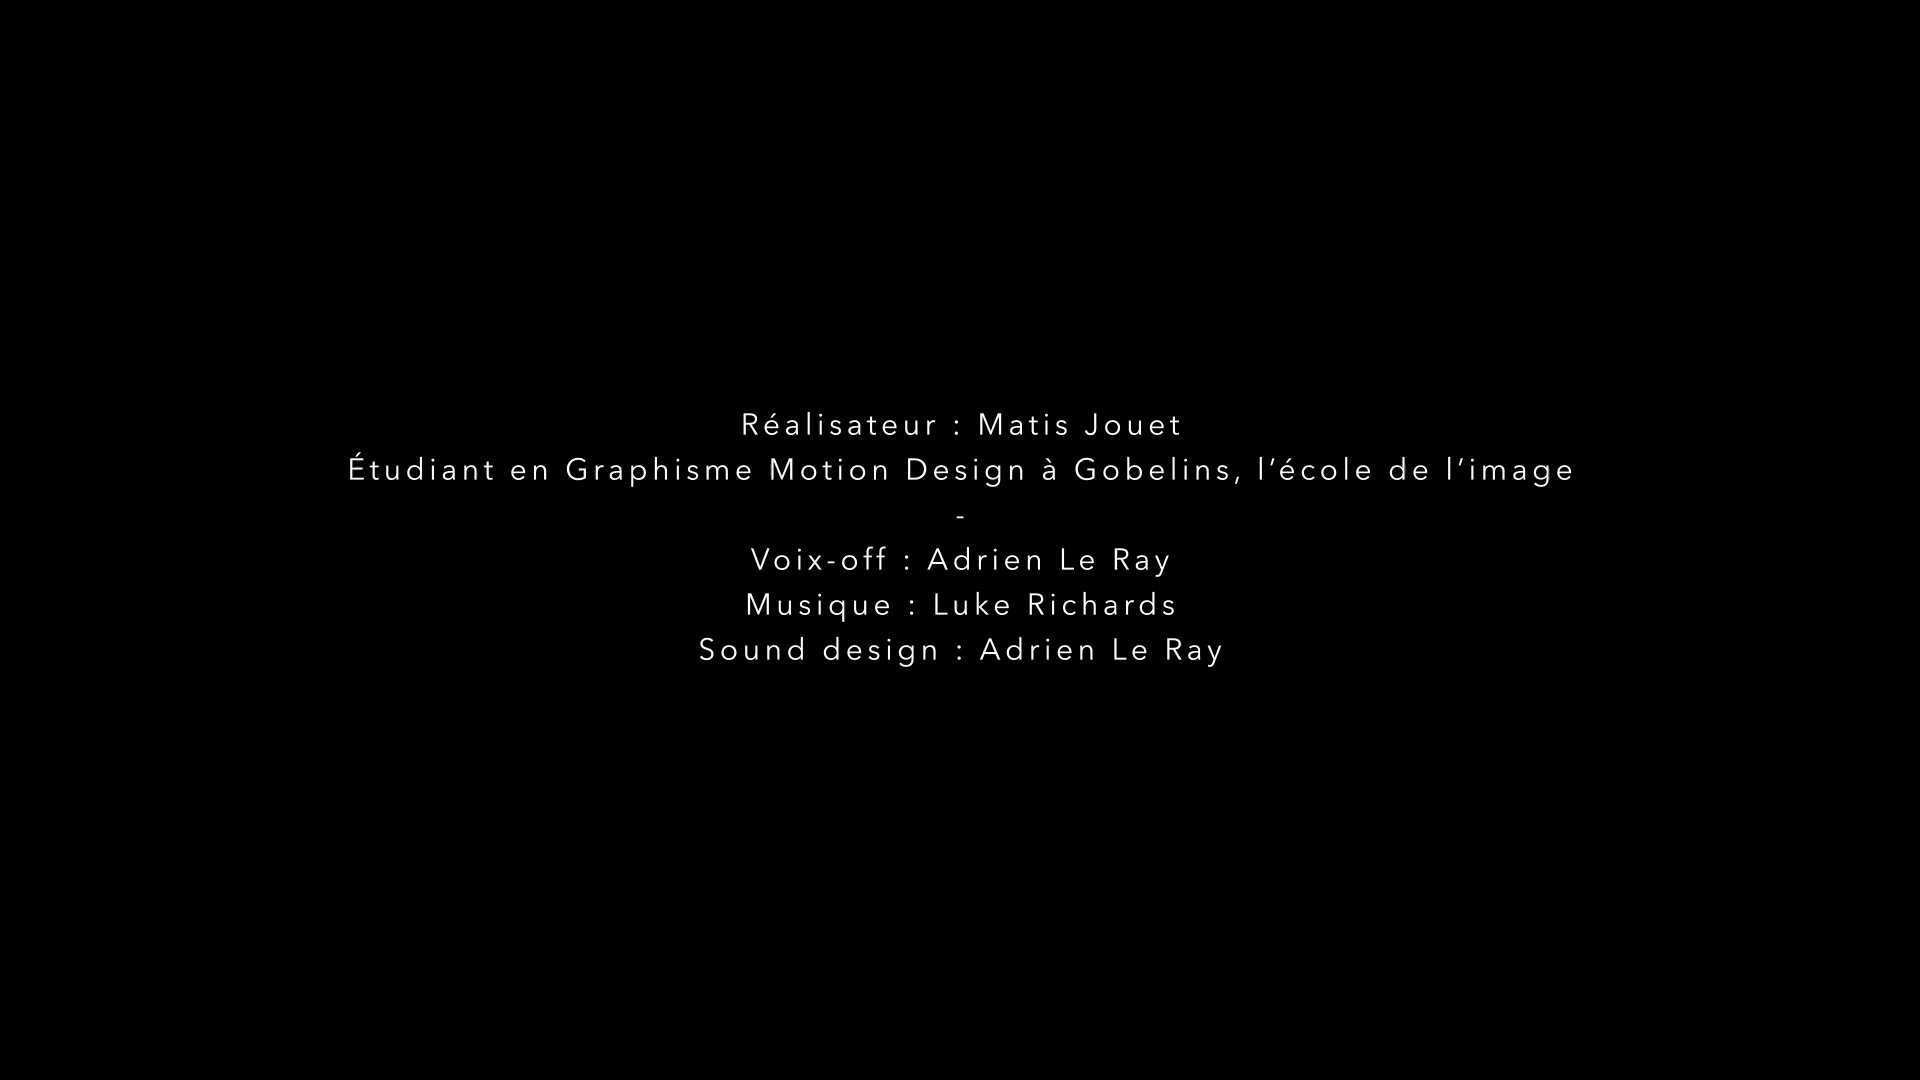 Réalisateur : Matis Jouet
Étudiant en Graphisme Motion Design à Gobelins, l’école de l’image
-
Voix-off : Adrien Le Ray
Musique : Luke Richards
Sound design : Adrien Le Ray